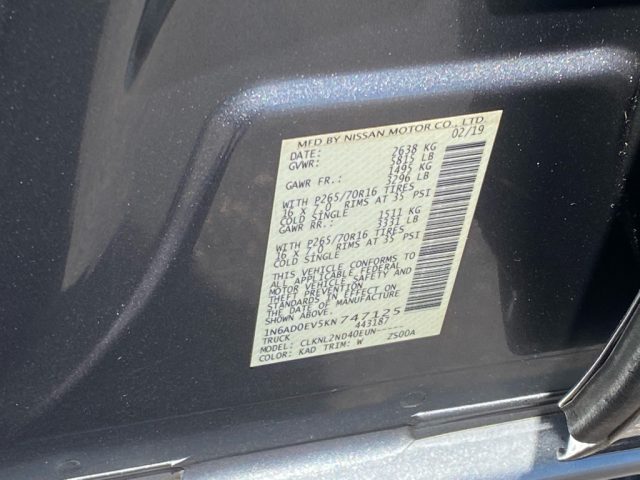 MFD BY NISSAN MOTOR CO., LTD.
DATE: 02/19
GVWR: 2638 KG
5815 LB
GAWR FR.: 1495 KG
3296 LB
WITH P265/70R16 TIRES
16 X 7.0 RIMS AT 35 PSI
COLD SINGLE
GAWR RR.: 1511 KG
3331 LB
WITH P265/70R16 TIRES
16 X 7.0 RIMS AT 35 PSI
COLD SINGLE
THIS VEHICLE CONFORMS TO
ALL APPLICABLE FEDERAL
MOTOR VEHICLE SAFETY AND
THEFT PREVENTION
STANDARDS IN EFFECT ON
THE DATE OF MANUFACTURE
SHOWN ABOVE.
1N6AD0EV5KN747125
TRUCK 443187
MODEL: CLKNL2ND40EUN-----
COLOR: KAD TRIM: W ZS00A